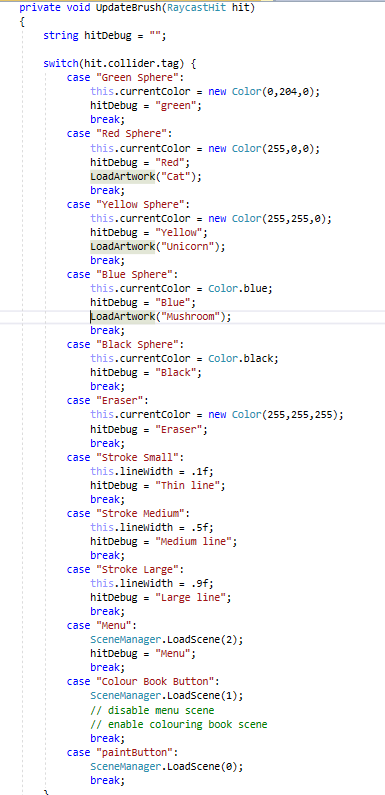 private void UpdateBrush(RaycastHit hit)
{
string hitDebug = "";
switch(hit.collider.tag) {
case "Green Sphere":
this.currentColor = new Color(0,204,0);
hitDebug = "green";
break;
case "Red Sphere":
this.currentColor = new Color(255,0,0);
hitDebug = "Red";
LoadArtwork("Cat");
break;
case "Yellow Sphere":
this.currentColor = new Color(255,255,0);
hitDebug = "Yellow";
LoadArtwork("Unicorn");
break;
case "Blue Sphere":
this.currentColor = Color.blue;
hitDebug = "Blue";
LoadArtwork("Mushroom");
break;
case "Black Sphere":
this.currentColor = Color.black;
hitDebug = "Black";
break;
case "Eraser":
this.currentColor = new Color(255,255,255);
hitDebug = "Eraser";
break;
case "Stroke Small":
this.lineWidth = .1f;
hitDebug = "Thin line";
break;
case "Stroke Medium":
this.lineWidth = .5f;
hitDebug = "Medium line";
break;
case "Stroke Large":
this.lineWidth = .9f;
hitDebug = "Large line";
break;
case "Menu":
SceneManager.LoadScene(2);
hitDebug = "Menu";
break;
case "Colour Book Button":
SceneManager.LoadScene(1);
// disable menu scene
// enable colouring book scene
break;
case "paintButton":
SceneManager.LoadScene(0);
break;
}